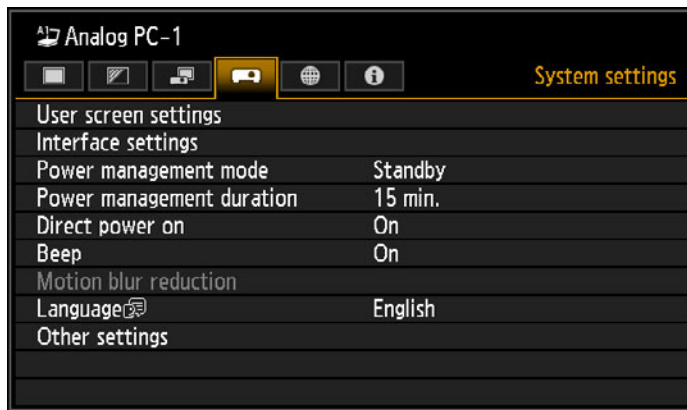 A1 Analog PC-1
System settings
User screen settings
Interface settings
Power management mode Standby
Power management duration 15 min.
Direct power on On
Beep On
Motion blur reduction
Language English
Other settings